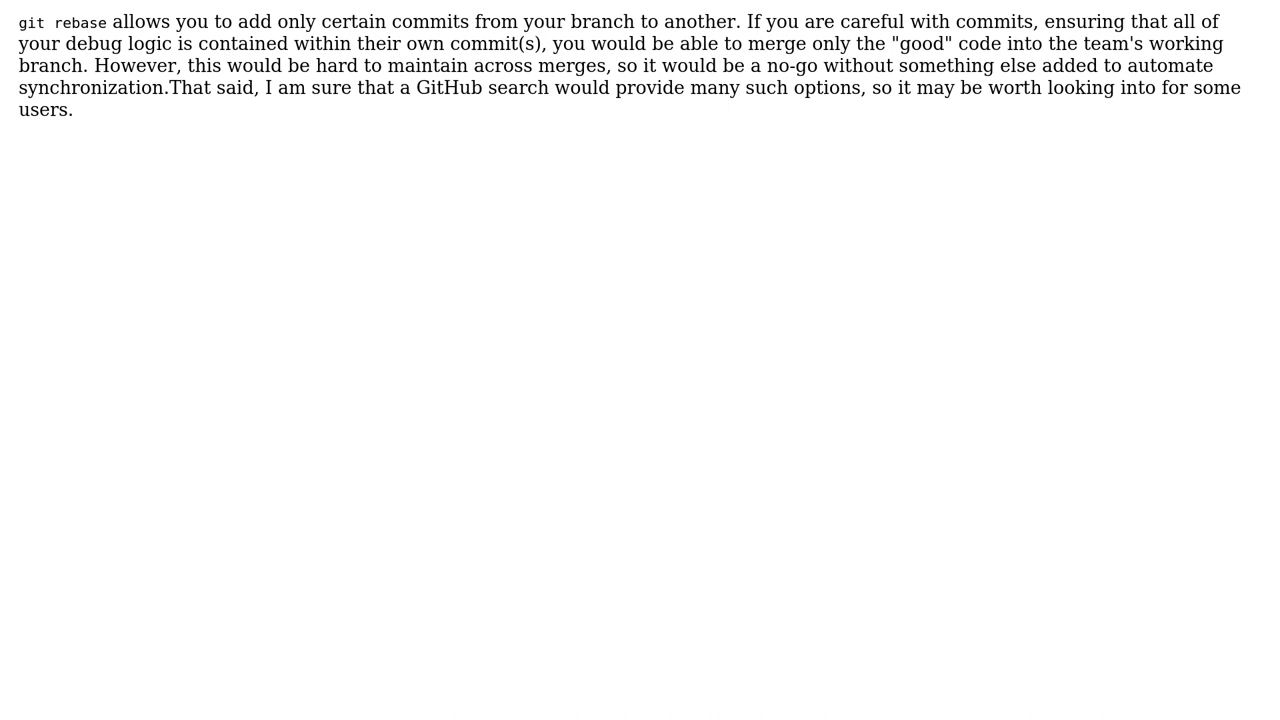 git rebase allows you to add only certain commits from your branch to another. If you are careful with commits, ensuring that all of
your debug logic is contained within their own commit(s), you would be able to merge only the "good" code into the team's working
branch. However, this would be hard to maintain across merges, so it would be a no-go without something else added to automate
synchronization.That said, I am sure that a GitHub search would provide many such options, so it may be worth looking into for some
users.